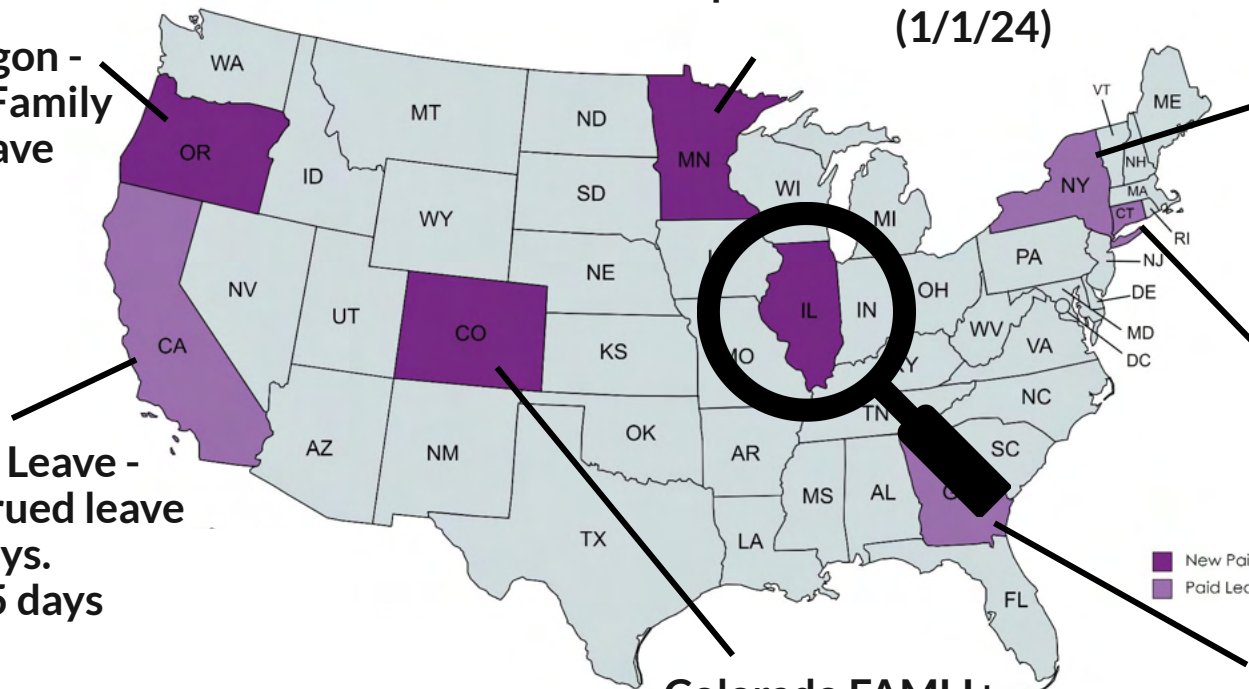 (1/1/24)
gon -
Family
ave
WA
MT
ND
MN
OR
ID
SD
WI
MI
WY
VT
ME
NH
NY
MA
CT
RI
NJ
PA
NE
NV
UT
CO
IL
IN
OH
DE
MD
DC
WV
VA
CA
KS
MO
KY
NC
TN
Leave -
rued leave
ys.
5 days
AZ
NM
OK
AR
SC
MS
AL
TX
LA
FL
New Pai
Paid Lea
Colorado FAMLI+